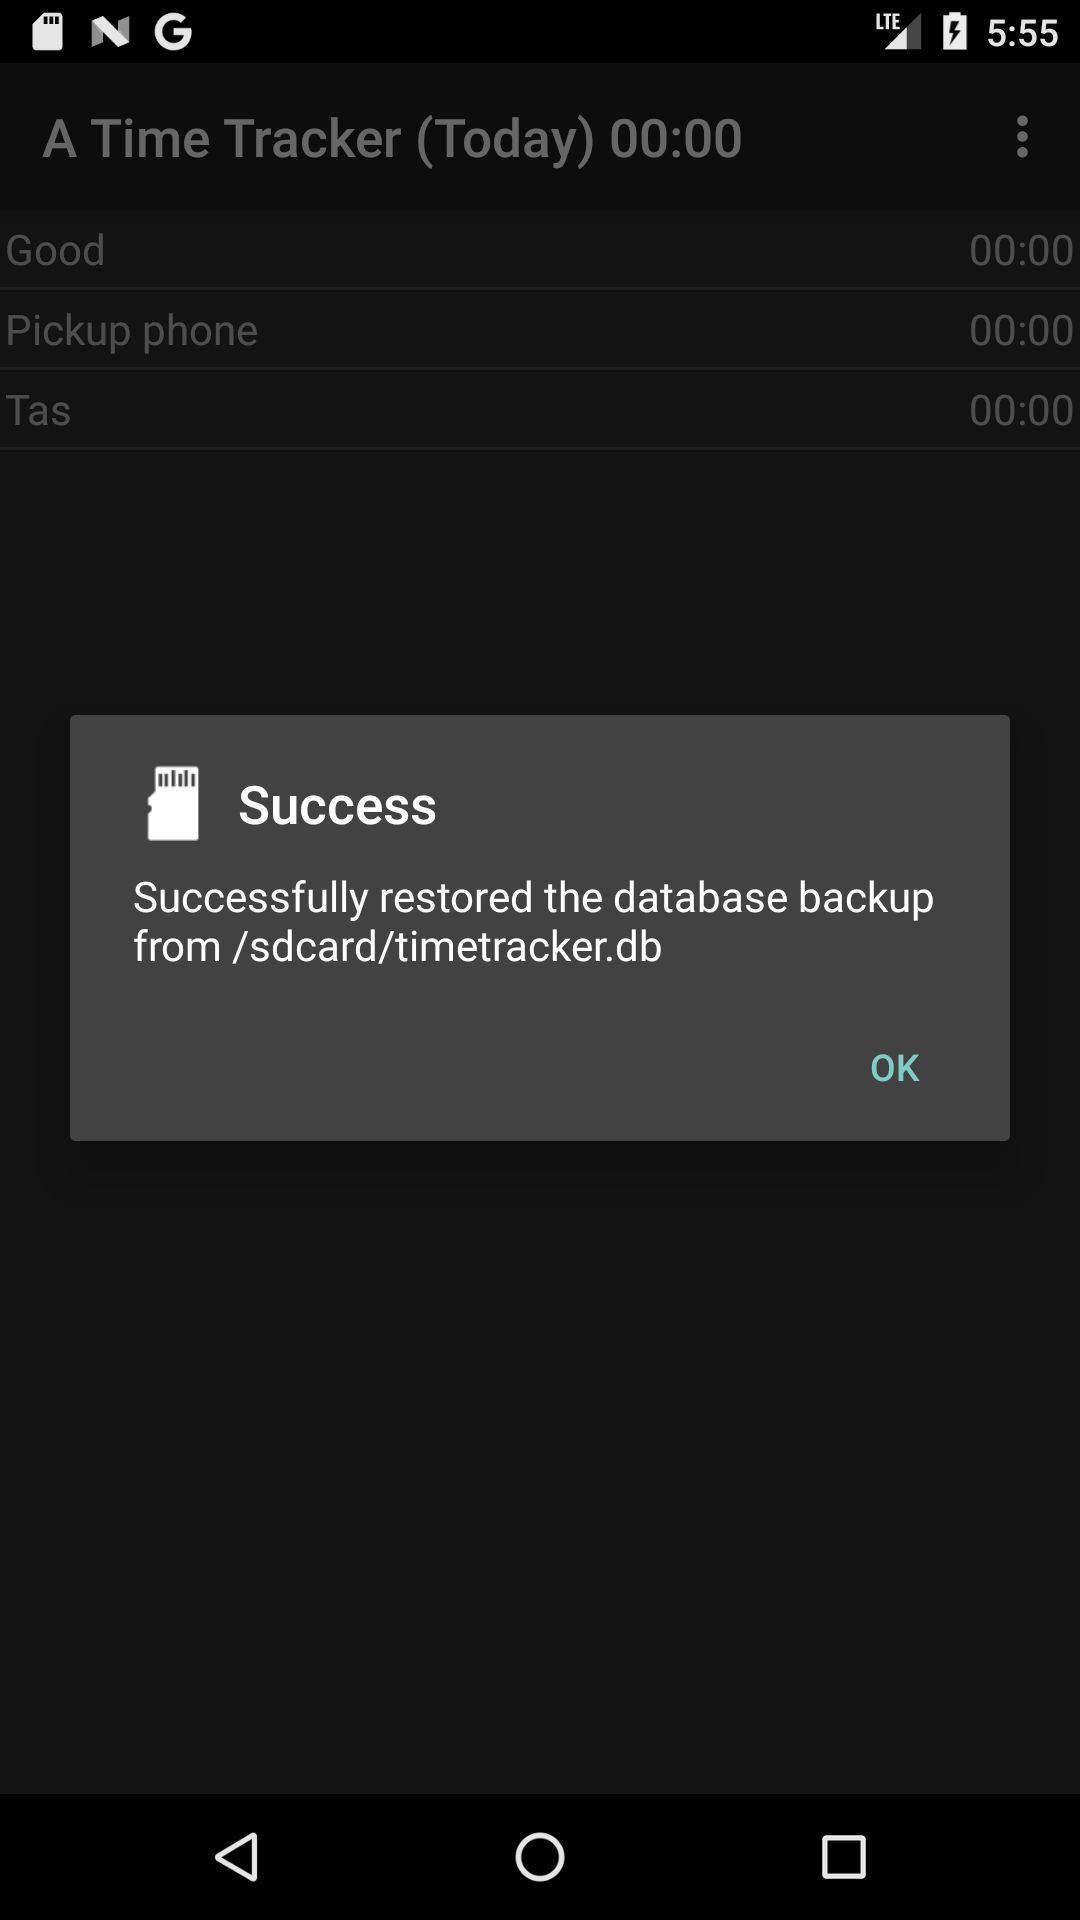 LTE 5:55
A Time Tracker (Today) 00:00
Good 00:00
Pickup phone 00:00
Tas 00:00
Success
Successfully restored the database backup
from /sdcard/timetracker.db
OK